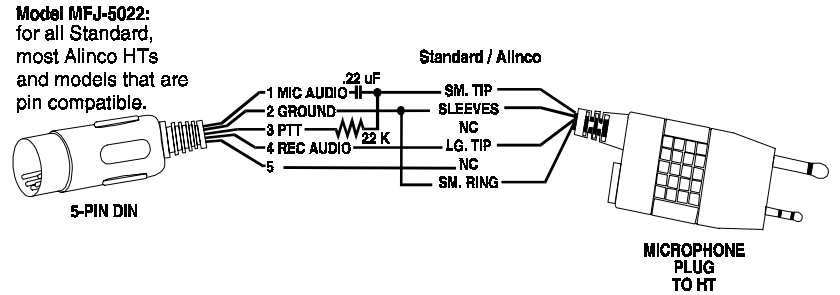 Model MFJ-5022:
for all Standard,
most Alinco HTs
and models that are
pin compatible.
Standard / Alinco
.22 uF
1 MIC AUDIO
SM. TIP
2 GROUND
SLEEVES
3 PTT
NC
22 K
4 REC AUDIO
LG. TIP
5
NC
SM. RING
5-PIN DIN
MICROPHONE
PLUG
TO HT